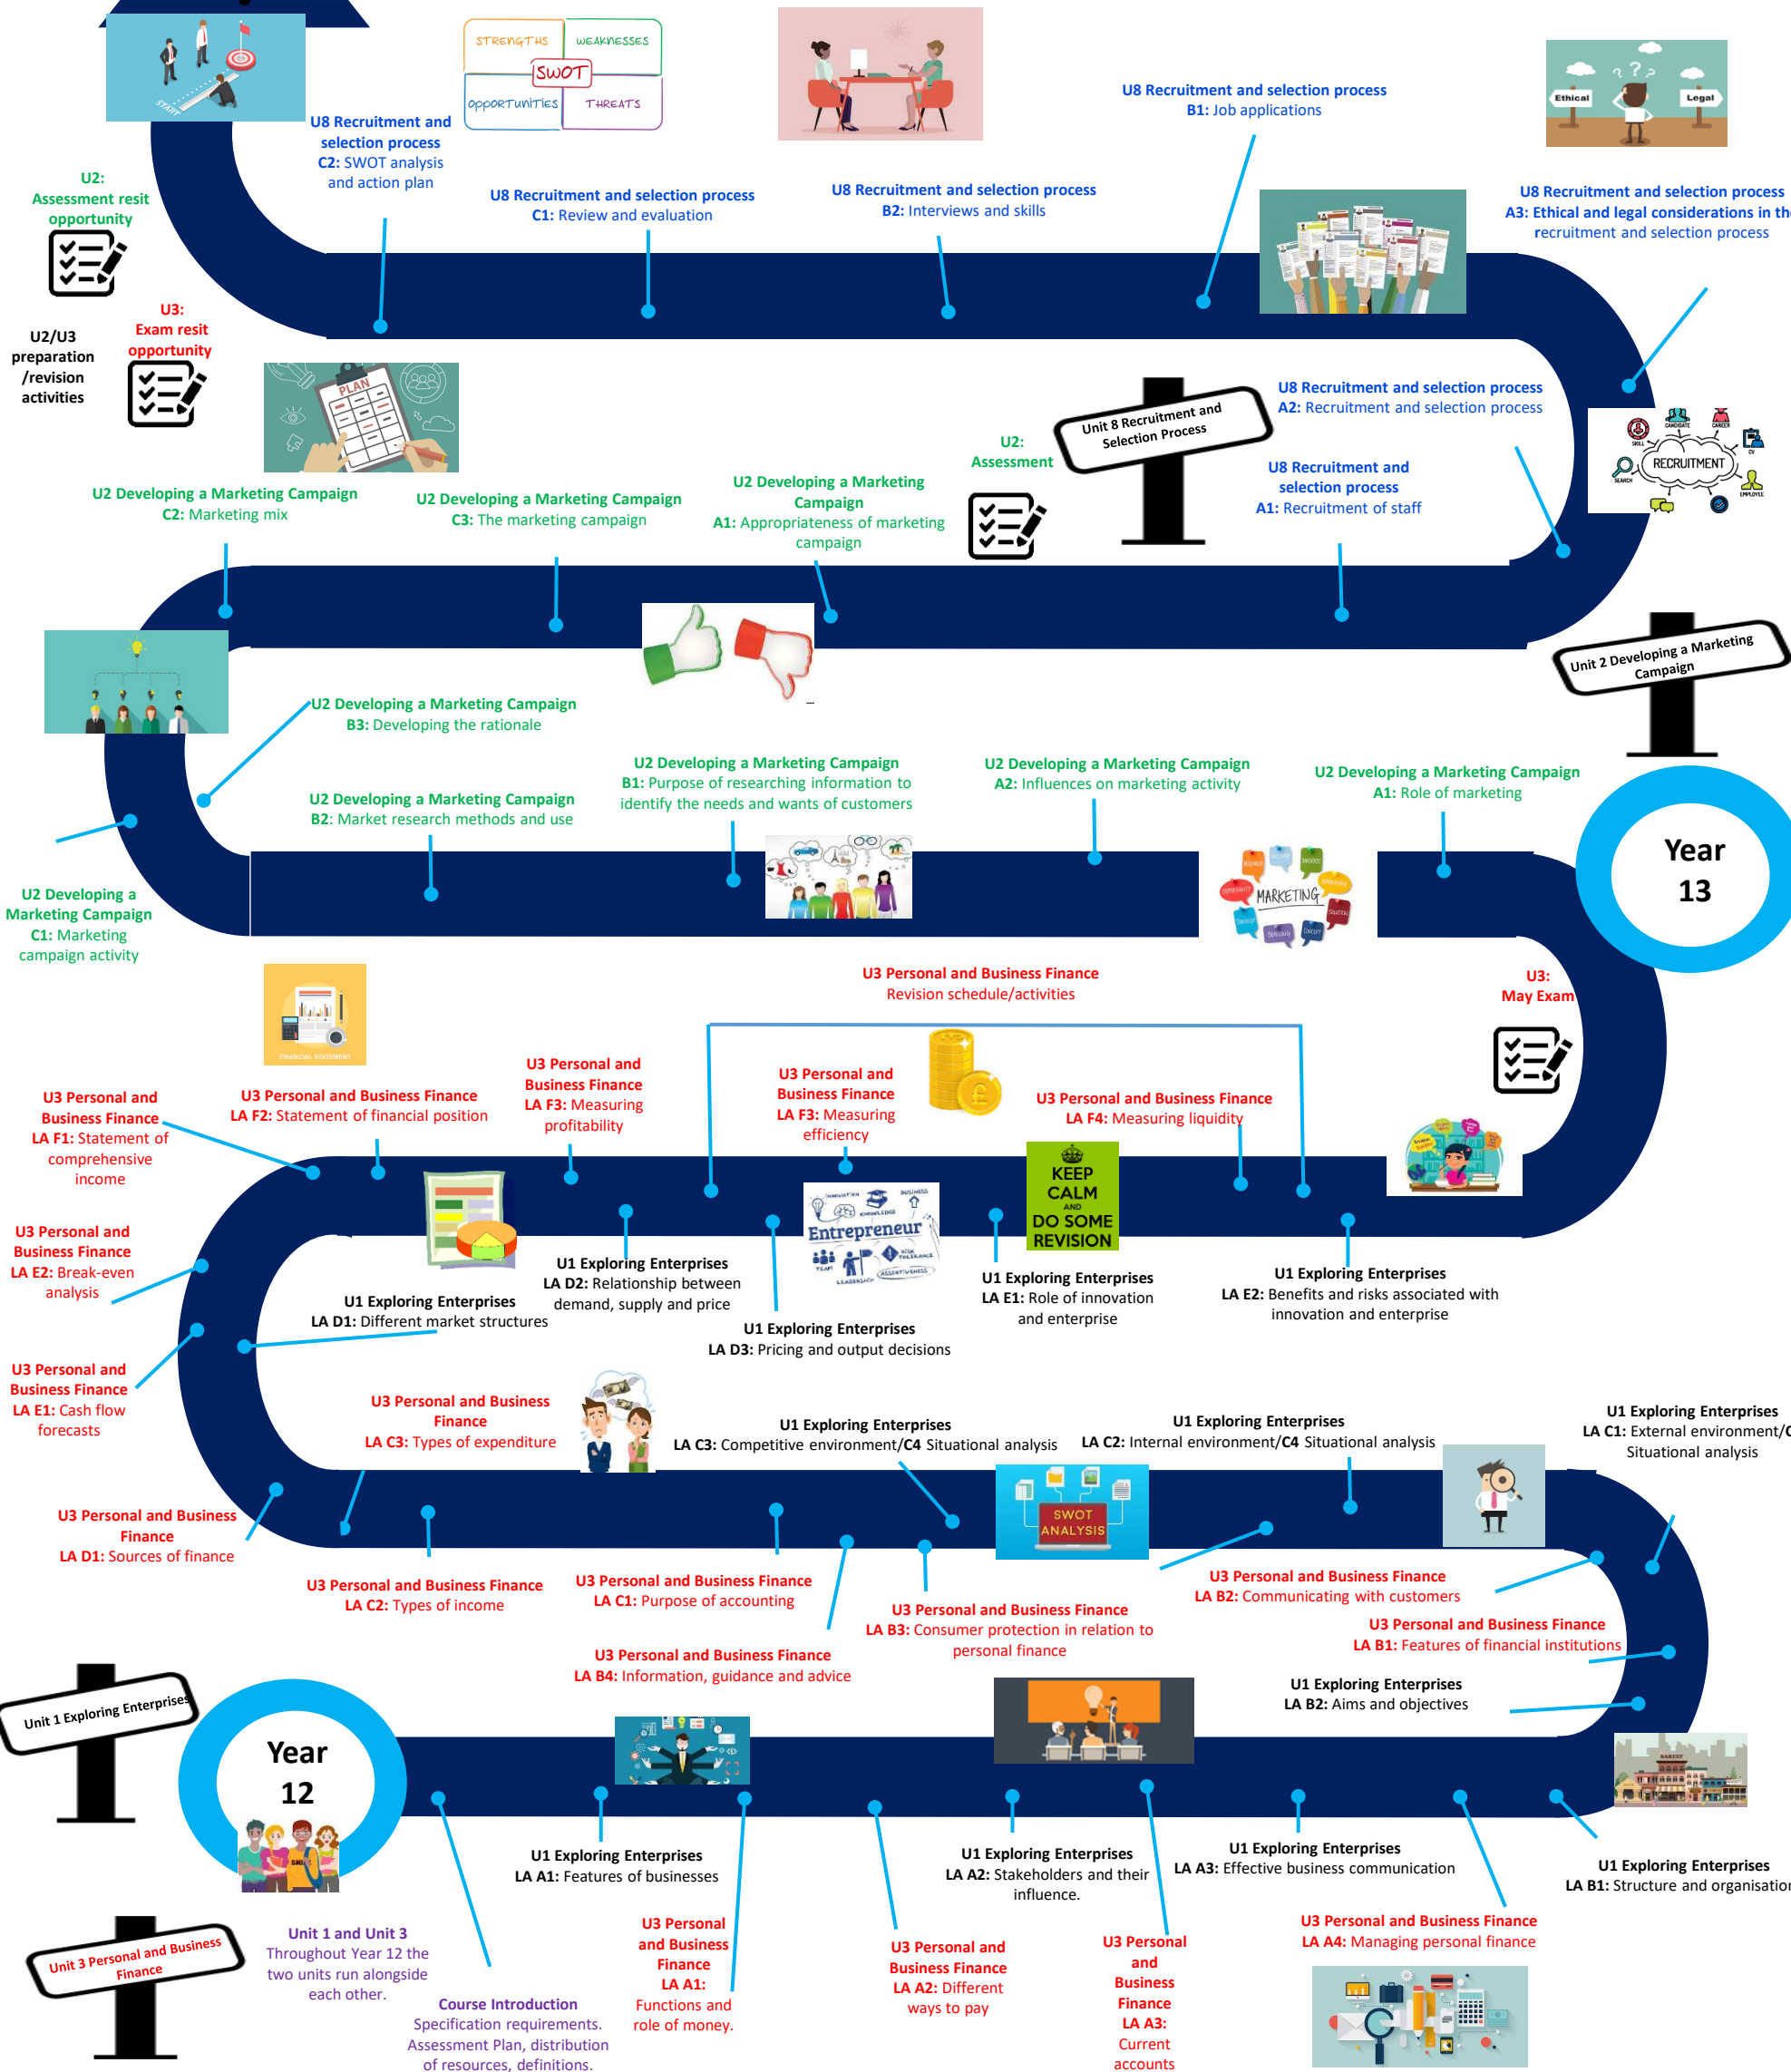 START
STRENGTHS
WEAKNESSES
SWOT
OPPORTUNITIES
THREATS
U8 Recruitment and
selection process
C2: SWOT analysis
and action plan
U8 Recruitment and selection process
C1: Review and evaluation
U8 Recruitment and selection process
B2: Interviews and skills
U8 Recruitment and selection process
B1: Job applications
? ? ?
Ethical
Legal
U8 Recruitment and selection process
A3: Ethical and legal considerations in the
recruitment and selection process
U2:
Assessment resit
opportunity
U3:
Exam resit
opportunity
U2/U3
preparation
/revision
activities
PLAN
U2 Developing a Marketing Campaign
C2: Marketing mix
U2 Developing a Marketing Campaign
C3: The marketing campaign
U2 Developing a Marketing
Campaign
A1: Appropriateness of marketing
campaign
U2:
Assessment
Unit 8 Recruitment and
Selection Process
U8 Recruitment and selection process
A2: Recruitment and selection process
U8 Recruitment and
selection process
A1: Recruitment of staff
SKILL
CANDIDATE
CAREER
CV
RECRUITMENT
SEARCH
EMPLOYEE
Unit 2 Developing a Marketing
Campaign
U2 Developing a Marketing Campaign
B3: Developing the rationale
U2 Developing a Marketing Campaign
B2: Market research methods and use
U2 Developing a Marketing Campaign
B1: Purpose of researching information to
identify the needs and wants of customers
U2 Developing a Marketing Campaign
A2: Influences on marketing activity
U2 Developing a Marketing Campaign
A1: Role of marketing
Year
13
MARKETING
U2 Developing a
Marketing Campaign
C1: Marketing
campaign activity
U3 Personal and Business Finance
Revision schedule/activities
U3:
May Exam
FINANCIAL STATEMENT
U3 Personal and
Business Finance
LA F1: Statement of
comprehensive
income
U3 Personal and Business Finance
LA F2: Statement of financial position
U3 Personal and
Business Finance
LA F3: Measuring
profitability
U3 Personal and
Business Finance
LA F3: Measuring
efficiency
£
U3 Personal and Business Finance
LA F4: Measuring liquidity
KEEP
CALM
AND
DO SOME
REVISION
INNOVATION
BUSINESS
KNOWLEDGE
Entrepreneur
TEAM
RISK
TOLERANCE
LEADERSHIP
ASSERTIVENESS
U3 Personal and
Business Finance
LA E2: Break-even
analysis
U1 Exploring Enterprises
LA D1: Different market structures
U1 Exploring Enterprises
LA D2: Relationship between
demand, supply and price
U1 Exploring Enterprises
LA D3: Pricing and output decisions
U1 Exploring Enterprises
LA E1: Role of innovation
and enterprise
U1 Exploring Enterprises
LA E2: Benefits and risks associated with
innovation and enterprise
U3 Personal and
Business Finance
LA E1: Cash flow
forecasts
U3 Personal and Business
Finance
LA C3: Types of expenditure
U1 Exploring Enterprises
LA C3: Competitive environment/C4 Situational analysis
U1 Exploring Enterprises
LA C2: Internal environment/C4 Situational analysis
U1 Exploring Enterprises
LA C1: External environment/C
Situational analysis
SWOT
ANALYSIS
U3 Personal and Business
Finance
LA D1: Sources of finance
U3 Personal and Business Finance
LA C2: Types of income
U3 Personal and Business Finance
LA C1: Purpose of accounting
U3 Personal and Business Finance
LA B4: Information, guidance and advice
U3 Personal and Business Finance
LA B3: Consumer protection in relation to
personal finance
U3 Personal and Business Finance
LA B2: Communicating with customers
U3 Personal and Business Finance
LA B1: Features of financial institutions
U1 Exploring Enterprises
LA B2: Aims and objectives
Unit 1 Exploring Enterprises
Year
12
BAKERY
U1 Exploring Enterprises
LA A1: Features of businesses
U1 Exploring Enterprises
LA A2: Stakeholders and their
influence.
U1 Exploring Enterprises
LA A3: Effective business communication
U1 Exploring Enterprises
LA B1: Structure and organisation
Unit 3 Personal and Business
Finance
Unit 1 and Unit 3
Throughout Year 12 the
two units run alongside
each other.
Course Introduction
Specification requirements.
Assessment Plan, distribution
of resources, definitions.
U3 Personal
and Business
Finance
LA A1:
Functions and
role of money.
U3 Personal and
Business Finance
LA A2: Different
ways to pay
U3 Personal
and
Business
Finance
LA A3:
Current
accounts
U3 Personal and Business Finance
LA A4: Managing personal finance